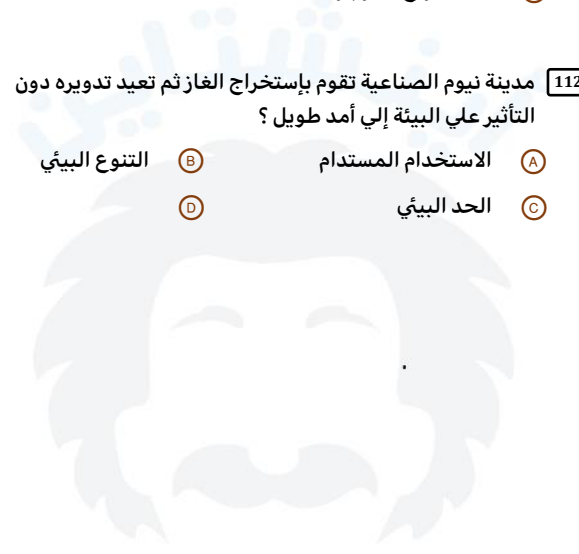 112 مدينة نيوم الصناعية تقوم بإستخراج الغاز ثم تعيد تدويره دون
التأثير علي البيئة إلي أمد طويل ؟
A الاستخدام المستدام B التنوع البيئي
C الحد البيئي D